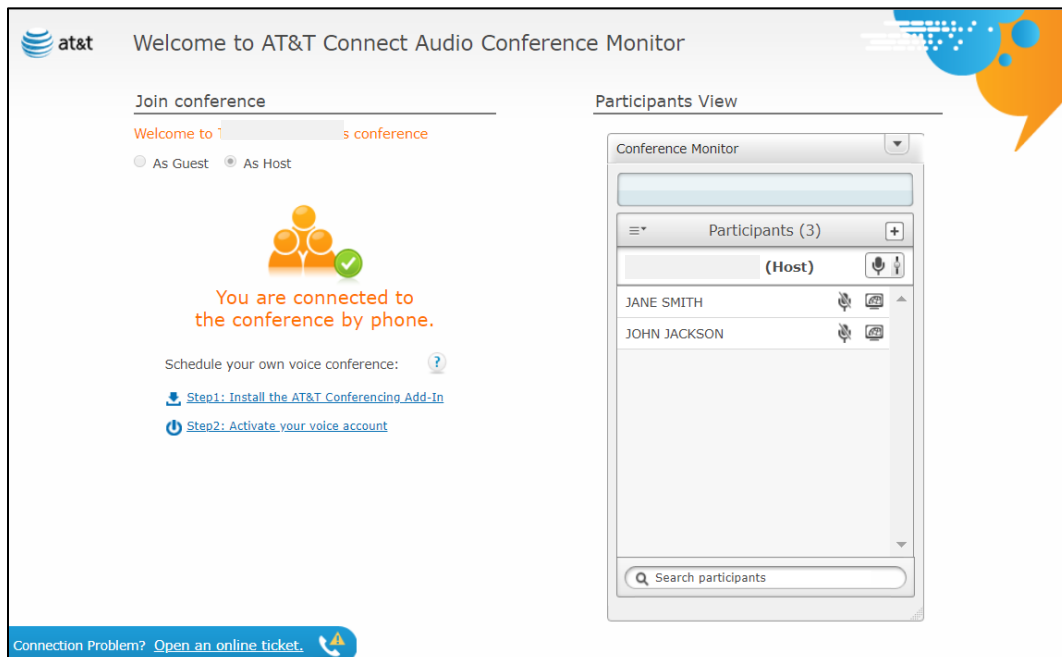 at&t
Welcome to AT&T Connect Audio Conference Monitor
Join conference
Welcome to s conference
As Guest As Host
You are connected to
the conference by phone.
Schedule your own voice conference: ?
Step1: Install the AT&T Conferencing Add-In
Step2: Activate your voice account
Participants View
Conference Monitor
Participants (3)
(Host)
JANE SMITH
JOHN JACKSON
Search participants
Connection Problem? Open an online ticket.